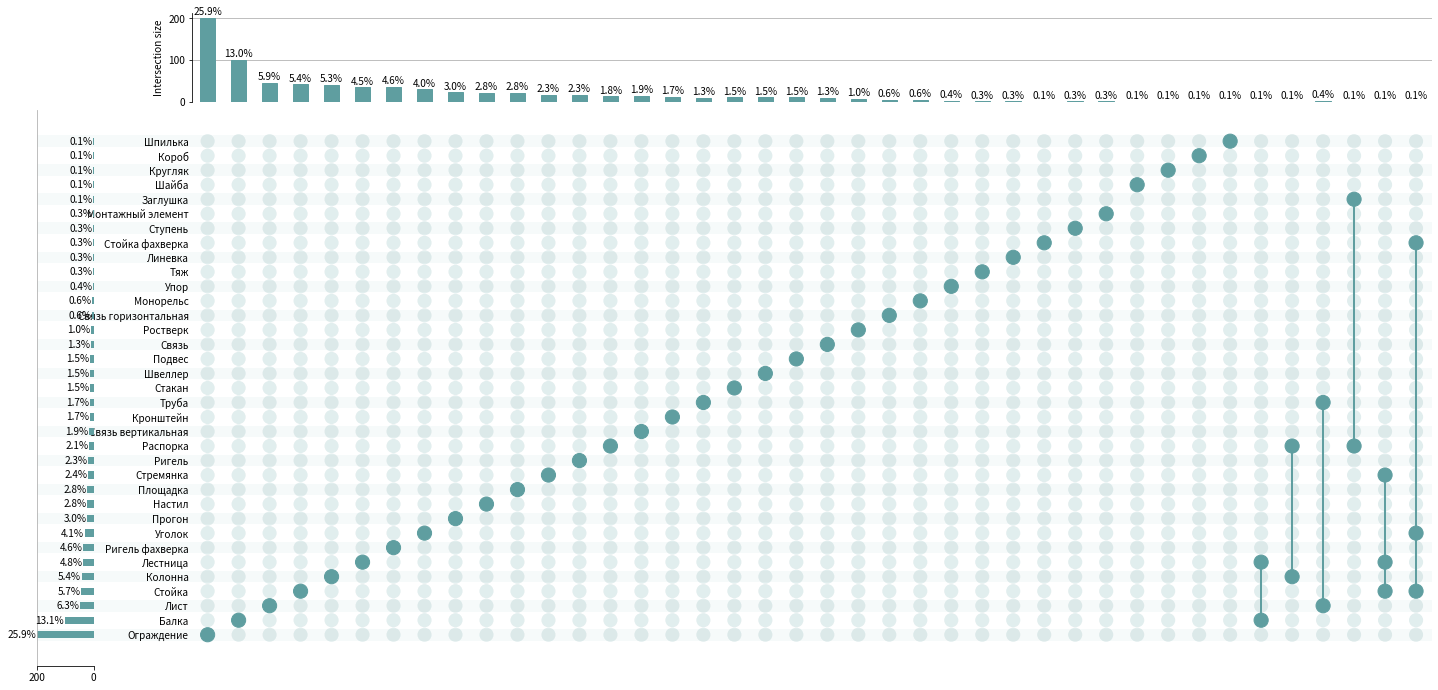 Intersection size
200
100
0
25.9% 13.0% 5.9% 5.4% 5.3% 4.5% 4.6% 4.0% 3.0% 2.8% 2.8% 2.3% 2.3% 1.8% 1.9% 1.7% 1.3% 1.5% 1.5% 1.5% 1.3% 1.0% 0.6% 0.6% 0.4% 0.3% 0.3% 0.1% 0.3% 0.3% 0.1% 0.1% 0.1% 0.1% 0.1% 0.1% 0.4% 0.1% 0.1% 0.1%
0.1% Шпилька
0.1% Короб
0.1% Кругляк
0.1% Шайба
0.1% Заглушка
0.3% Монтажный элемент
0.3% Ступень
0.3% Стойка фахверка
0.3% Линевка
0.3% Тяж
0.4% Упор
0.6% Монорельс
0.6% Связь горизонтальная
1.0% Ростверк
1.3% Связь
1.5% Подвес
1.5% Швеллер
1.5% Стакан
1.7% Труба
1.7% Кронштейн
1.9% Связь вертикальная
2.1% Распорка
2.3% Ригель
2.4% Стремянка
2.8% Площадка
2.8% Настил
3.0% Прогон
4.1% Уголок
4.6% Ригель фахверка
4.8% Лестница
5.4% Колонна
5.7% Стойка
6.3% Лист
13.1% Балка
25.9% Ограждение
200 0